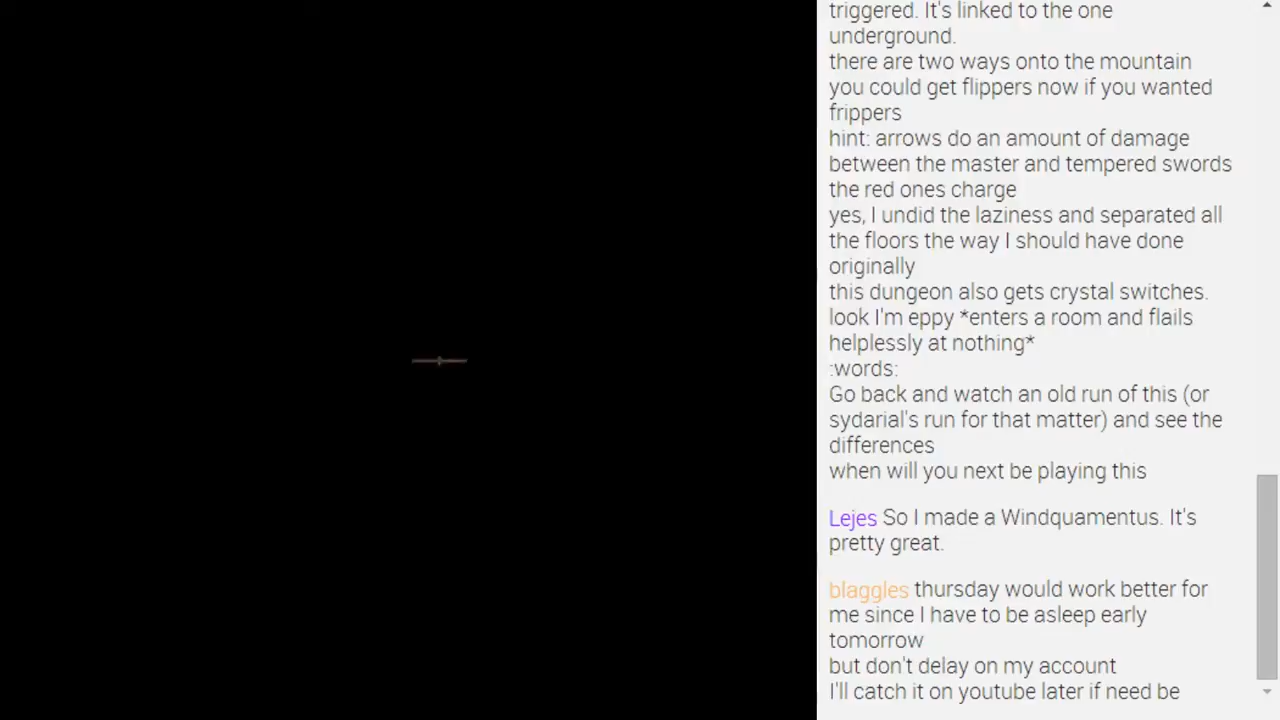 triggered. It's linked to the one
underground.
there are two ways onto the mountain
you could get flippers now if you wanted
frippers
hint: arrows do an amount of damage
between the master and tempered swords
the red ones charge
yes, I undid the laziness and separated all
the floors the way I should have done
originally
this dungeon also gets crystal switches.
look I'm eppy *enters a room and flails
helplessly at nothing*
:words:
Go back and watch an old run of this (or
sydarial's run for that matter) and see the
differences
when will you next be playing this
Lejes So I made a Windquamentus. It's
pretty great.
blaggles thursday would work better for
me since I have to be asleep early
tomorrow
but don't delay on my account
I'll catch it on youtube later if need be